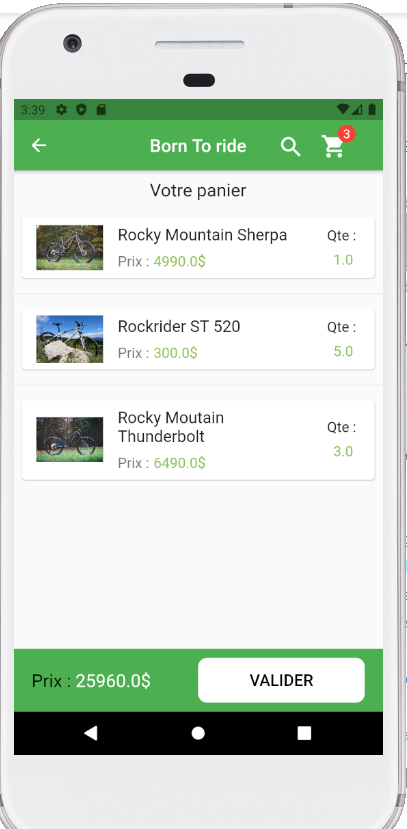 3:39
Born To ride
3
Votre panier
Rocky Mountain Sherpa
Qte :
Prix : 4990.0$
1.0
Rockrider ST 520
Qte :
Prix : 300.0$
5.0
Rocky Moutain
Thunderbolt
Qte :
Prix : 6490.0$
3.0
Prix : 25960.0$
VALIDER